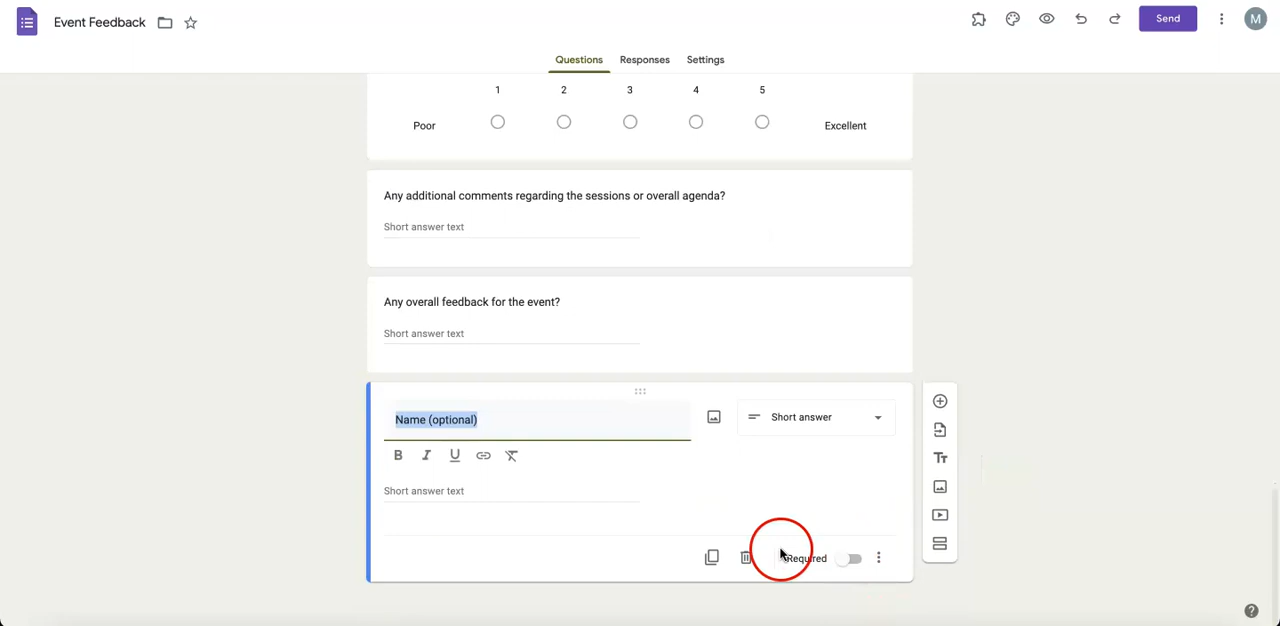 Event Feedback
Send
M
Questions Responses Settings
1 2 3 4 5
Poor Excellent
Any additional comments regarding the sessions or overall agenda?
Short answer text
Any overall feedback for the event?
Short answer text
Name (optional)
Short answer
B I U
Short answer text
Required